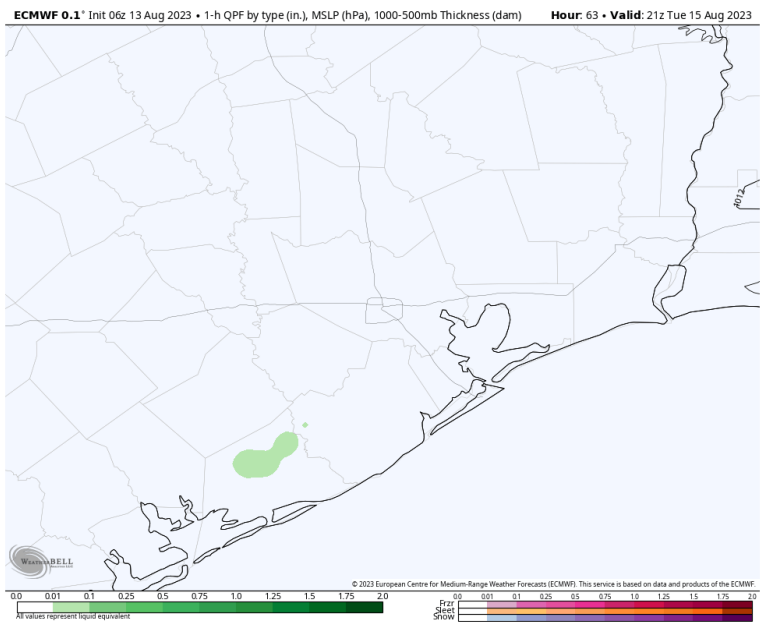 ECMWF 0.1° Init 06z 13 Aug 2023 • 1-h QPF by type (in.), MSLP (hPa), 1000-500mb Thickness (dam) Hour: 63 • Valid: 21z Tue 15 Aug 2023
1012
WEATHERBELL
© 2023 European Centre for Medium-Range Weather Forecasts (ECMWF). This service is based on data and products of the ECMWF.
0.0 0.01 0.1 0.25 0.5 0.75 1.0 1.25 1.5 1.75 2.0
All values represent liquid equivalent
0.0 0.01 0.1 0.25 0.5 0.75 1.0 1.25 1.5 1.75 2.0
Frzr
Sleet
Snow